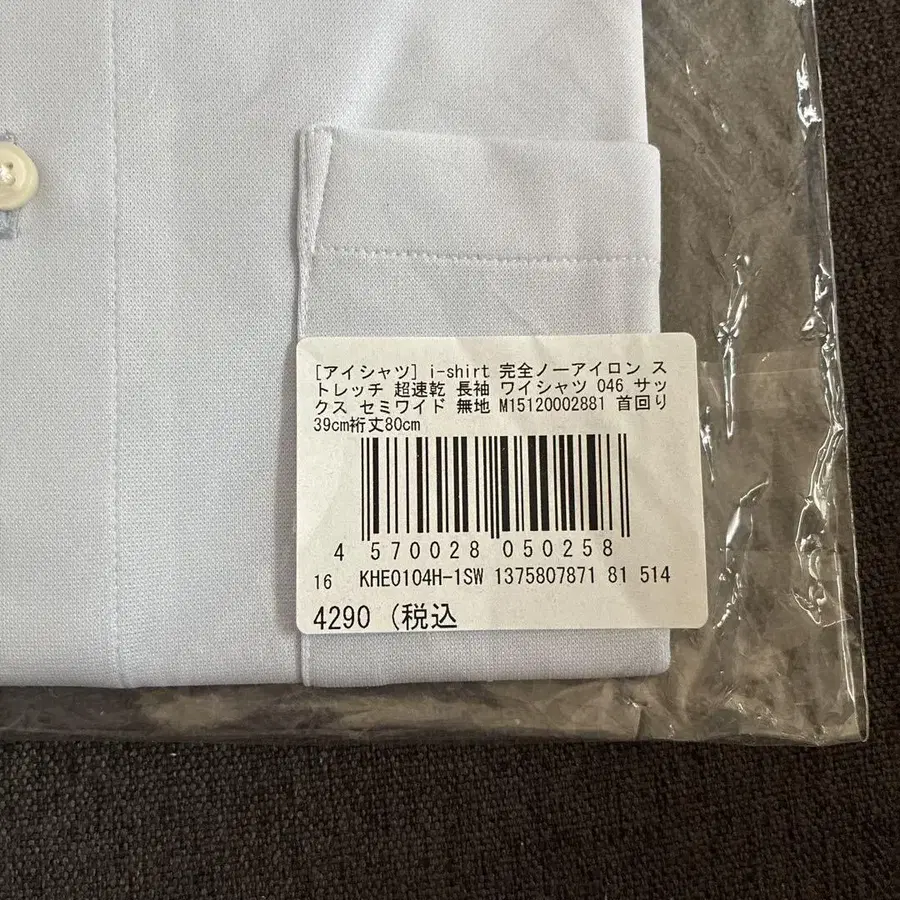 [アイシャツ] i-shirt 完全ノーアイロン ス
トレッチ 超速乾 長袖 ワイシャツ 046 サッ
クス セミワイド 無地 M15120002881 首回り
39cm裄丈80cm
4 570028 050258
16 KHE0104H-1SW 1375807871 81 514
4290 (税込